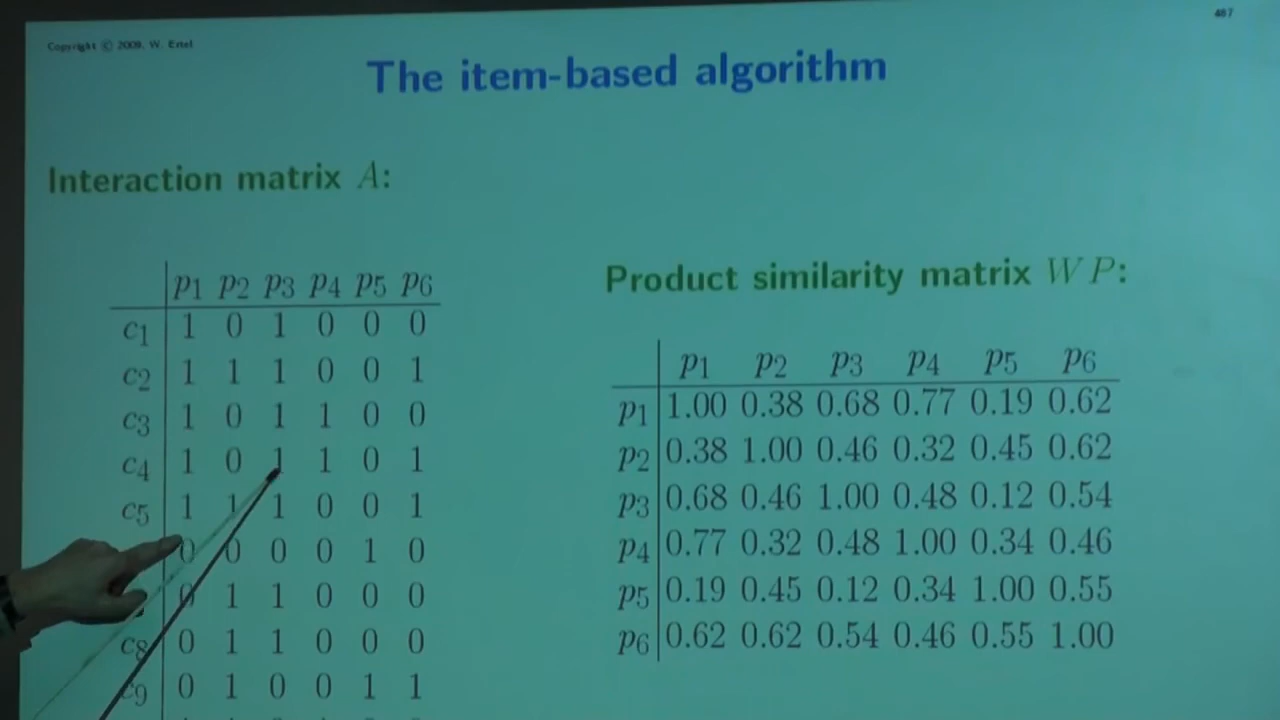 467
Copyright © 2009, W. Ertel
The item-based algorithm
Interaction matrix A:
p1 p2 p3 p4 p5 p6
c1 1 0 1 0 0 0
c2 1 1 1 0 0 1
c3 1 0 1 1 0 0
c4 1 0 1 1 0 1
c5 1 1 1 0 0 1
0 0 0 0 1 0
0 1 1 0 0 0
c8 0 1 1 0 0 0
c9 0 1 0 0 1 1
Product similarity matrix WP:
p1 p2 p3 p4 p5 p6
p1 1.00 0.38 0.68 0.77 0.19 0.62
p2 0.38 1.00 0.46 0.32 0.45 0.62
p3 0.68 0.46 1.00 0.48 0.12 0.54
p4 0.77 0.32 0.48 1.00 0.34 0.46
p5 0.19 0.45 0.12 0.34 1.00 0.55
p6 0.62 0.62 0.54 0.46 0.55 1.00